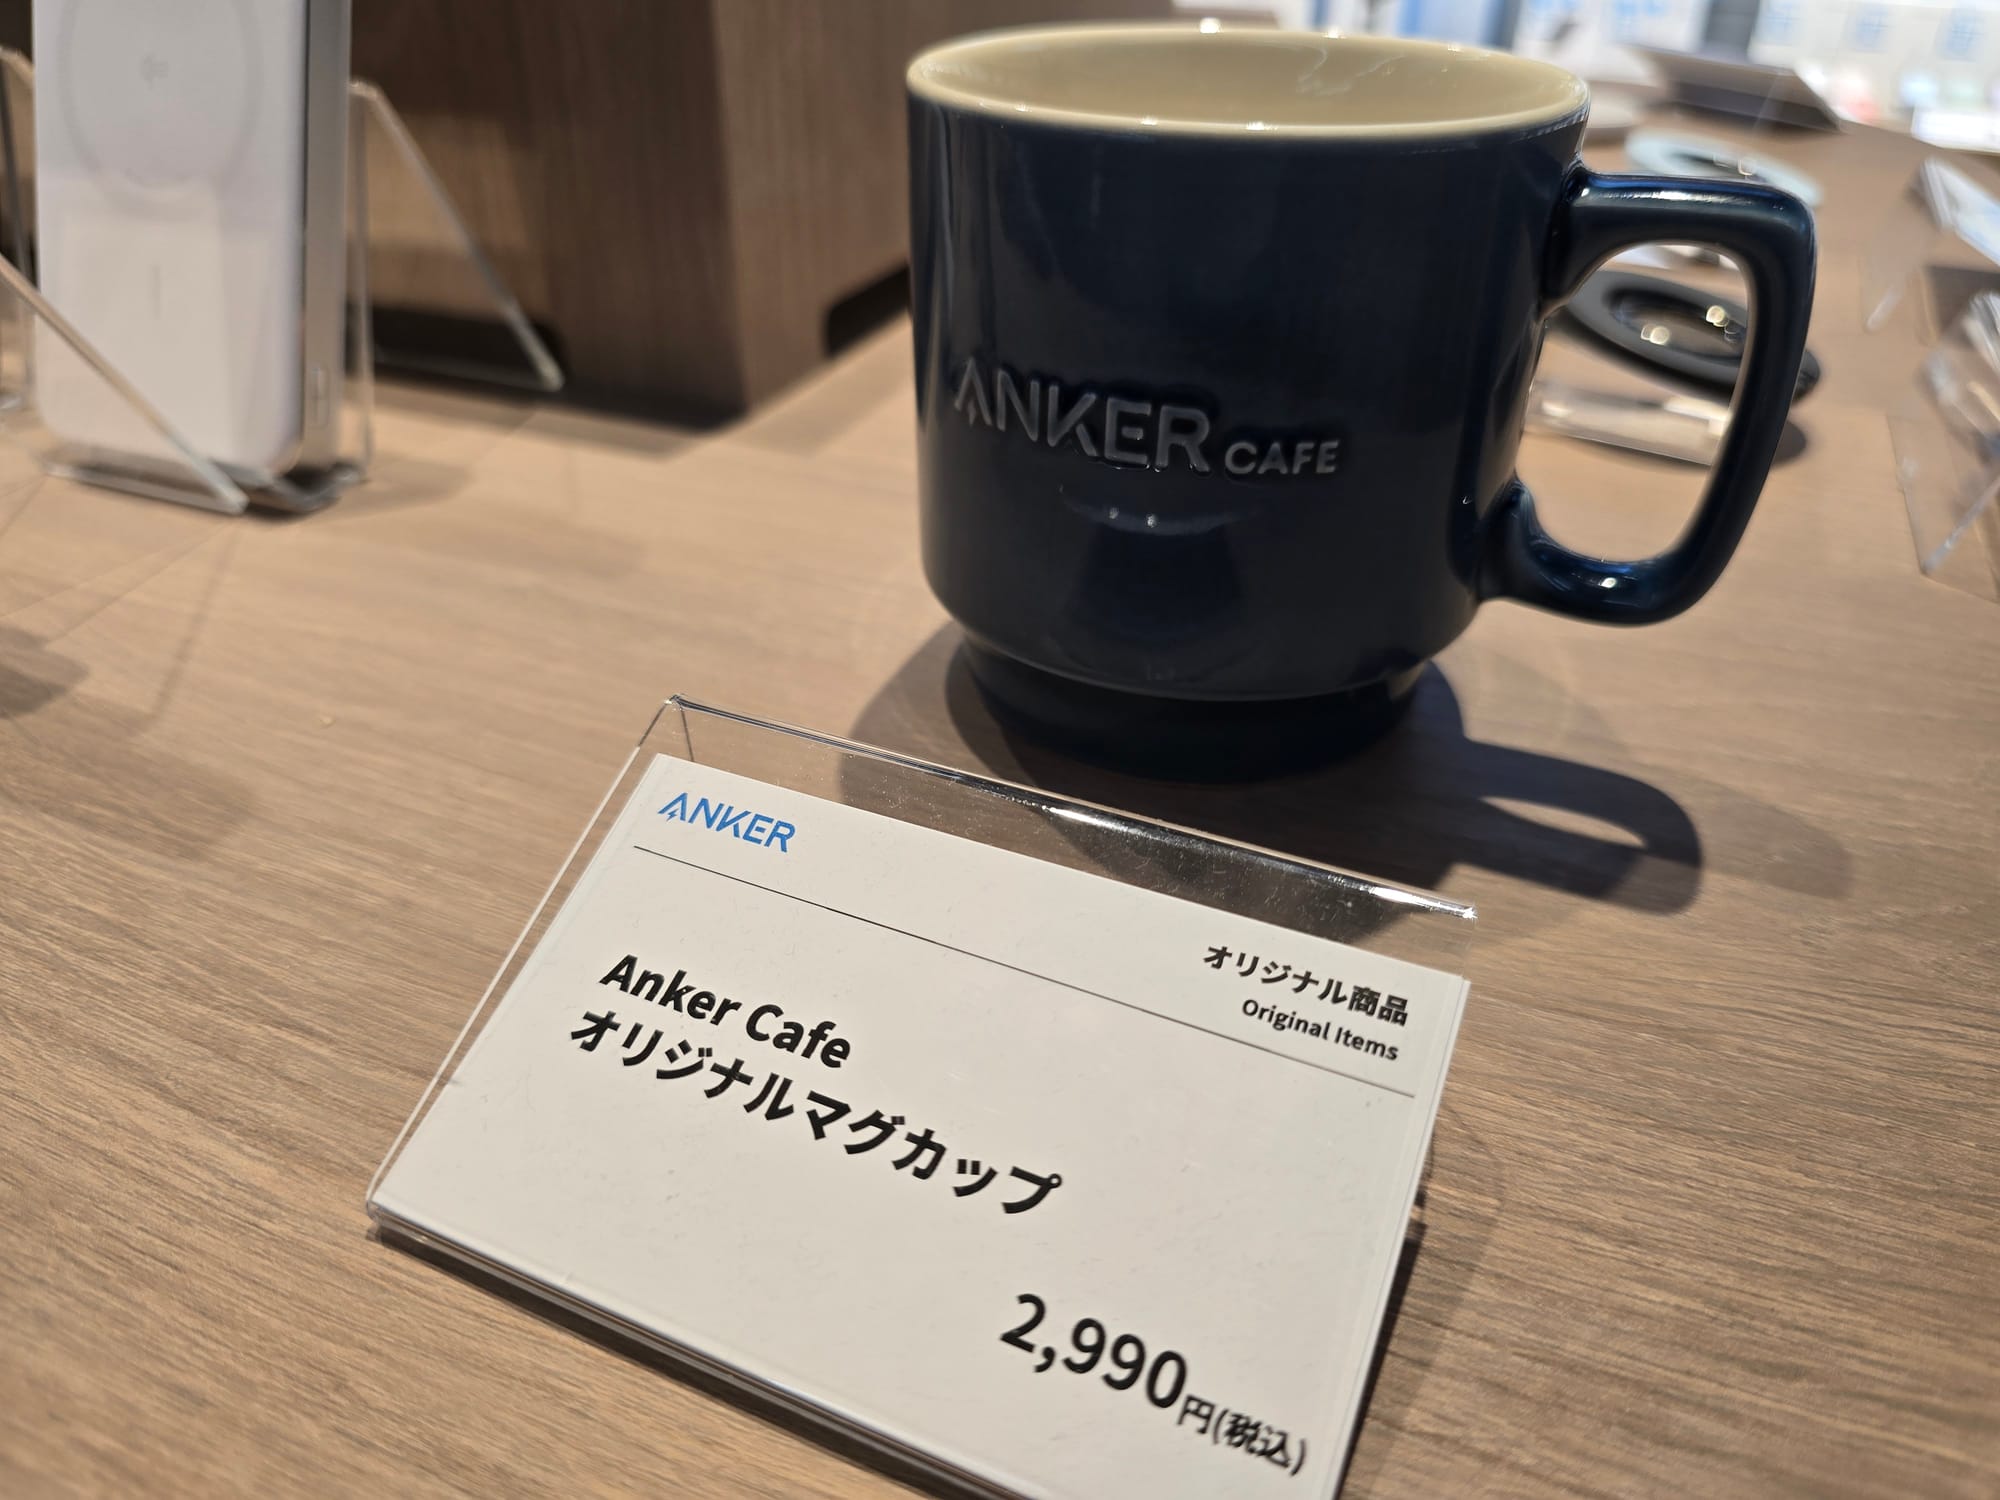 ANKER CAFE
ANKER
オリジナル商品
Original Items
Anker Cafe
オリジナルマグカップ
2,990円(税込)